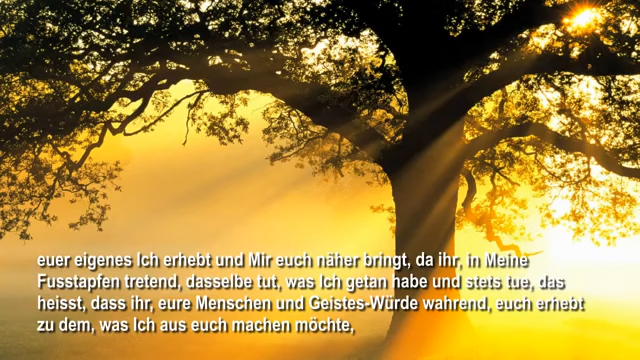 euer eigenes Ich erhebt und Mir euch näher bringt, da ihr, in Meine
Fusstapfen tretend, dasselbe tut, was Ich getan habe und stets tue, das
heisst, dass ihr, eure Menschen und Geistes-Würde wahrend, euch erhebt
zu dem, was Ich aus euch machen möchte,